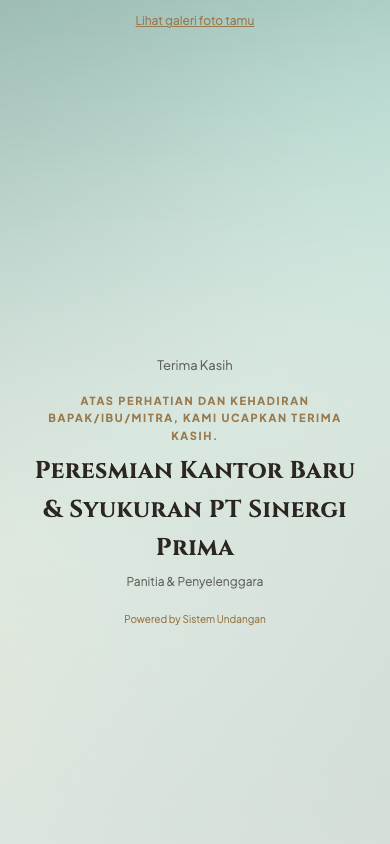 Lihat galeri foto tamu
Terima Kasih
ATAS PERHATIAN DAN KEHADIRAN
BAPAK/IBU/MITRA, KAMI UCAPKAN TERIMA
KASIH.
Peresmian Kantor Baru
& Syukuran PT Sinergi
Prima
Panitia & Penyelenggara
Powered by Sistem Undangan